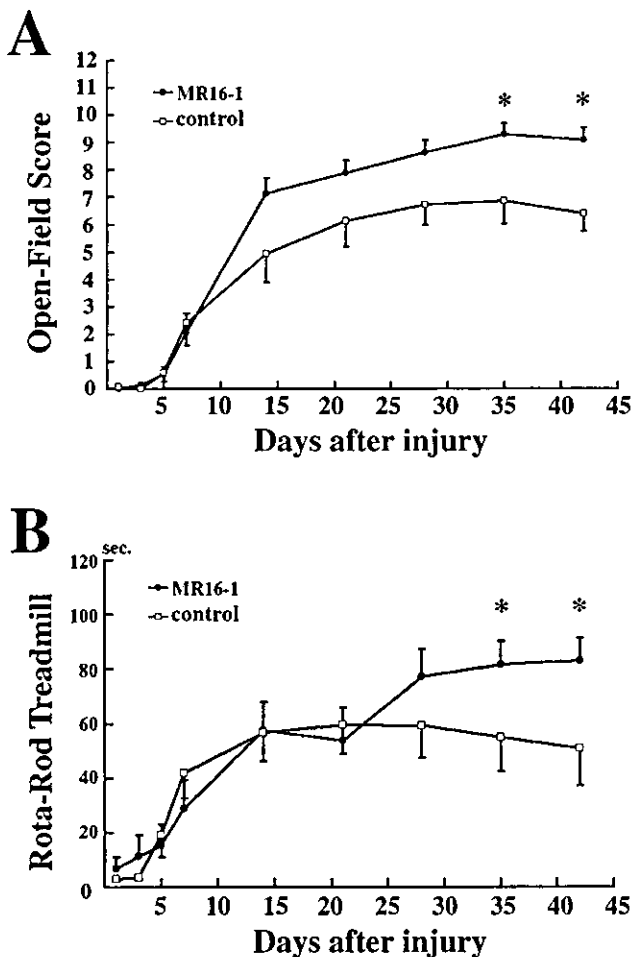 A
12
11
10
9
8
7
6
5
4
3
2
1
0
Open-Field Score
MR16-1
control
* *
5 10 15 20 25 30 35 40 45
Days after injury
B
sec.
120
100
80
60
40
20
0
Rota-Rod Treadmill
MR16-1
control
* *
5 10 15 20 25 30 35 40 45
Days after injury